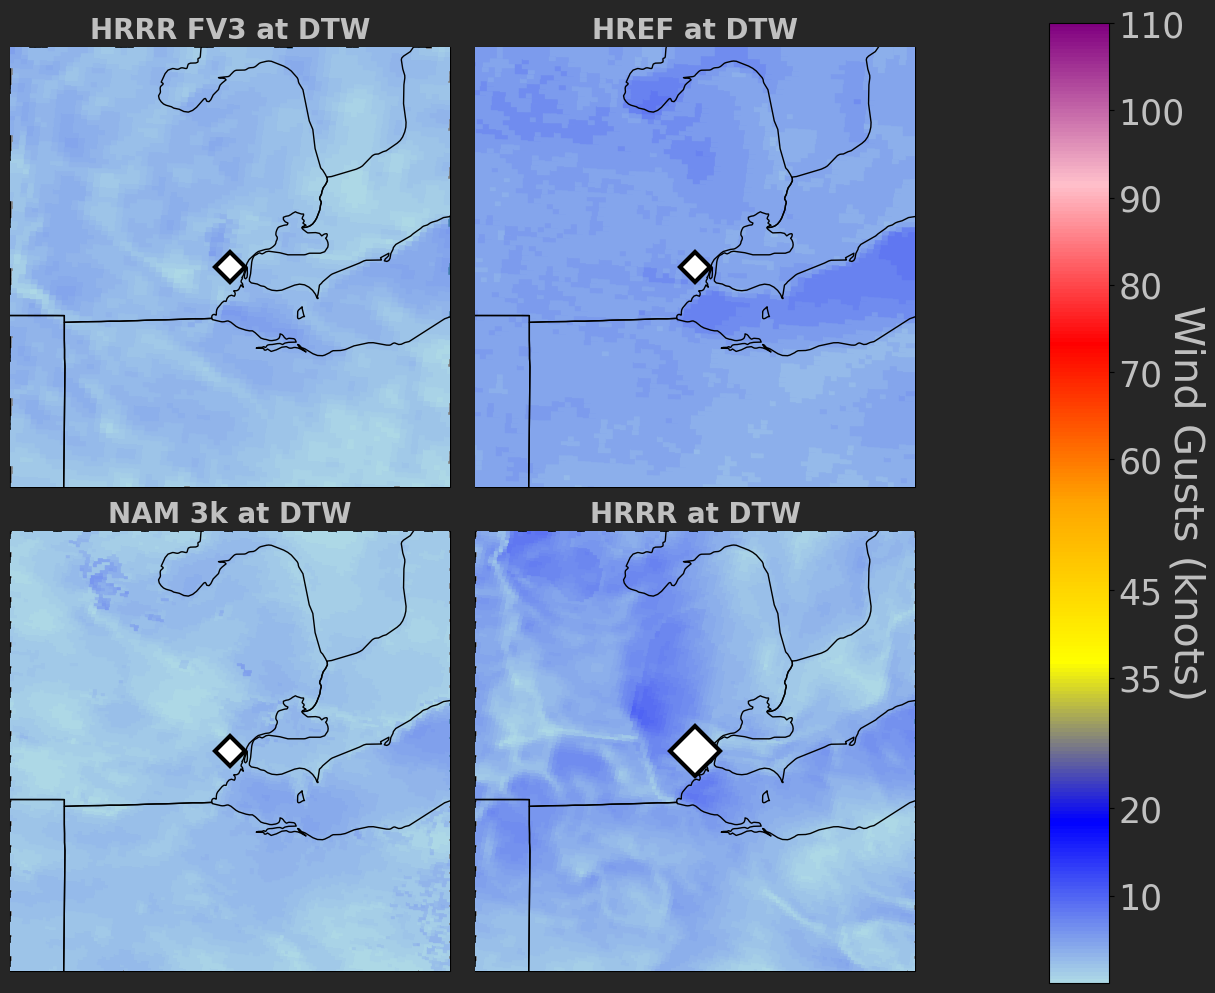 HRRR FV3 at DTW
HREF at DTW
NAM 3k at DTW
HRRR at DTW
110
100
90
80
70
60
45
35
20
10
Wind Gusts (knots)